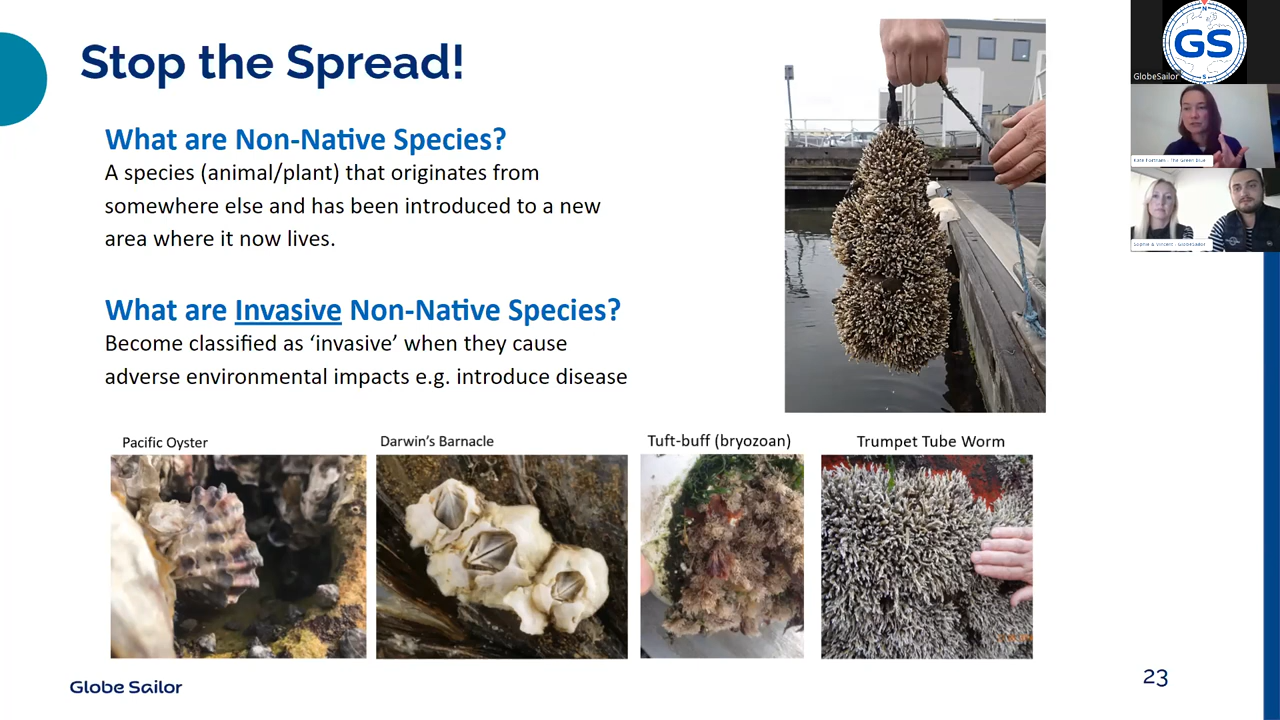 Stop the Spread!
What are Non-Native Species?
A species (animal/plant) that originates from
somewhere else and has been introduced to a new
area where it now lives.
What are Invasive Non-Native Species?
Become classified as ‘invasive’ when they cause
adverse environmental impacts e.g. introduce disease
Pacific Oyster
Darwin's Barnacle
Tuft-buff (bryozoan)
Trumpet Tube Worm
Globe Sailor
23
N
GS
S
GlobeSailor
Kate Fortnam - The Green Blue
Sophie & Vincent - GlobeSailor